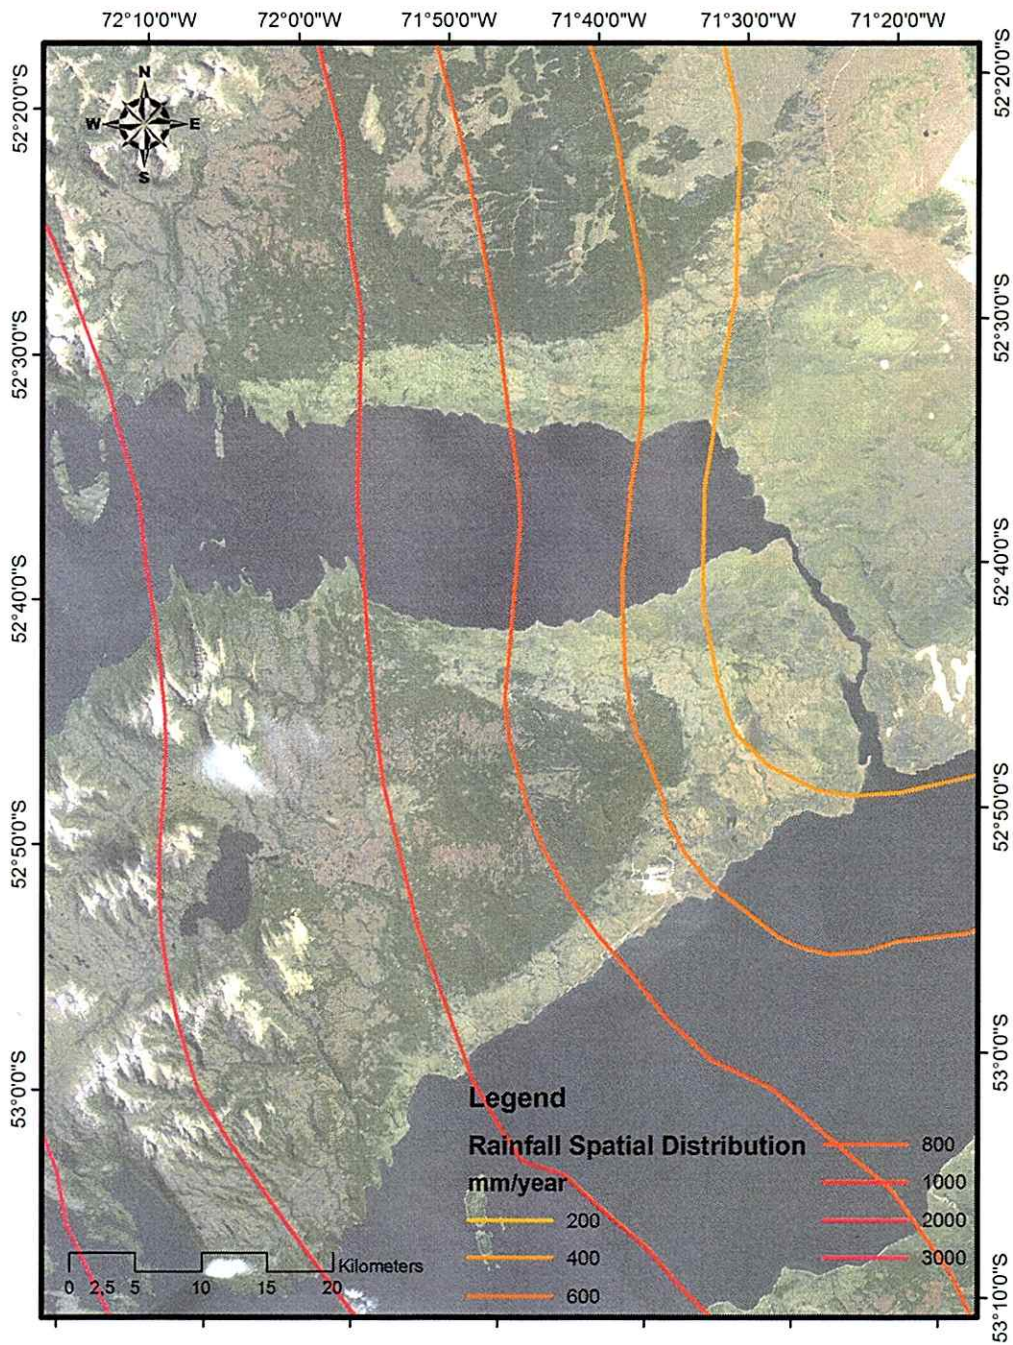 72°10'0"W 72°0'0"W 71°50'0"W 71°40'0"W 71°30'0"W 71°20'0"W
N
W E
S
52°20'0"S
52°30'0"S
52°40'0"S
52°50'0"S
53°0'0"S
52°20'0"S
52°30'0"S
52°40'0"S
52°50'0"S
53°0'0"S
53°10'0"S
Legend
Rainfall Spatial Distribution
mm/year
200
400
600
800
1000
2000
3000
Kilometers
0 2.5 5 10 15 20